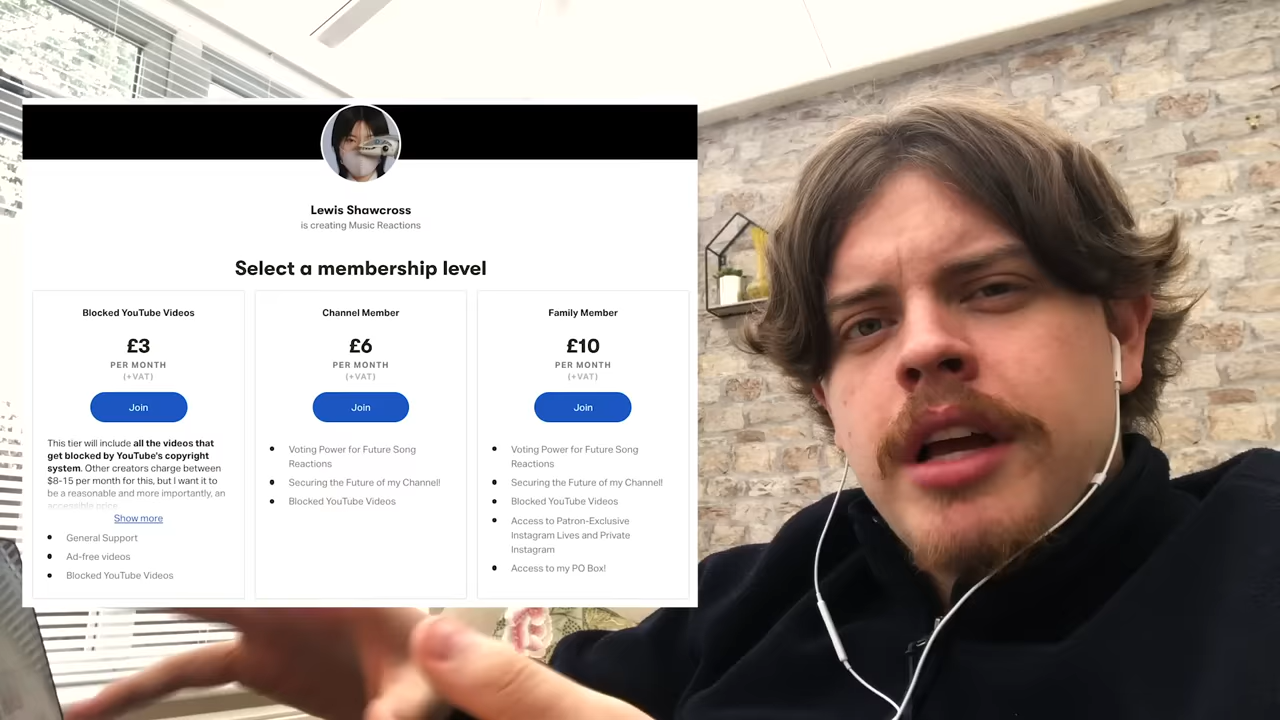 Lewis Shawcross
is creating Music Reactions
Select a membership level
Blocked YouTube Videos
£3
PER MONTH
(+VAT)
Join
This tier will include all the videos that
get blocked by YouTube's copyright
system. Other creators charge between
$8-15 per month for this, but I want it to
be a reasonable and more importantly, an
accessible price
Show more
General Support
Ad-free videos
Blocked YouTube Videos
Channel Member
£6
PER MONTH
(+VAT)
Join
Voting Power for Future Song
Reactions
Securing the Future of my Channel!
Blocked YouTube Videos
Family Member
£10
PER MONTH
(+VAT)
Join
Voting Power for Future Song
Reactions
Securing the Future of my Channel!
Blocked YouTube Videos
Access to Patron-Exclusive
Instagram Lives and Private
Instagram
Access to my PO Box!